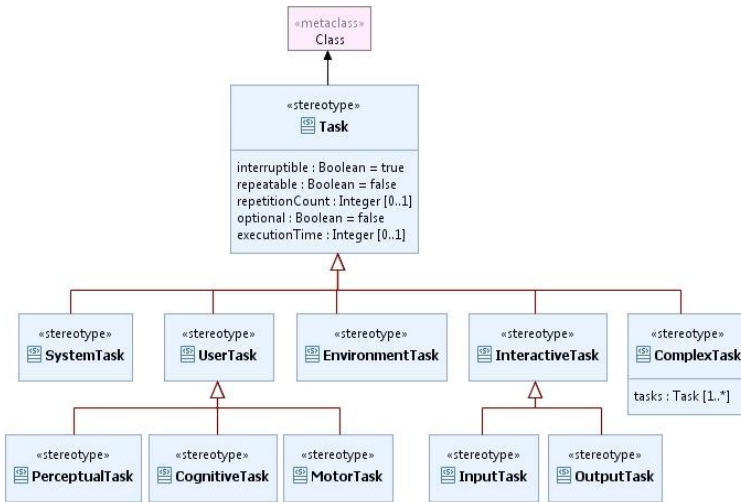 «metaclass»
Class
«stereotype»
Task
interruptible : Boolean = true
repeatable : Boolean = false
repetitionCount : Integer [0..1]
optional : Boolean = false
executionTime : Integer [0..1]
«stereotype»
SystemTask
«stereotype»
UserTask
«stereotype»
EnvironmentTask
«stereotype»
InteractiveTask
«stereotype»
ComplexTask
tasks : Task [1..*]
«stereotype»
PerceptualTask
«stereotype»
CognitiveTask
«stereotype»
MotorTask
«stereotype»
InputTask
«stereotype»
OutputTask